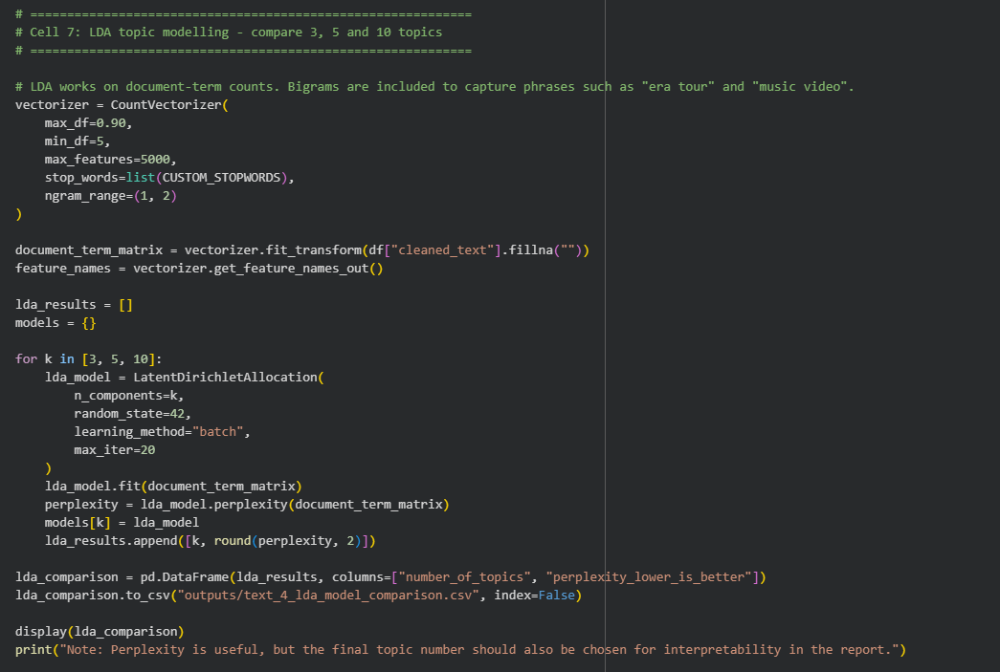 # ============================================================
# Cell 7: LDA topic modelling - compare 3, 5 and 10 topics
# ============================================================
# LDA works on document-term counts. Bigrams are included to capture phrases such as "era tour" and "music video".
vectorizer = CountVectorizer(
    max_df=0.90,
    min_df=5,
    max_features=5000,
    stop_words=list(CUSTOM_STOPWORDS),
    ngram_range=(1, 2)
)
document_term_matrix = vectorizer.fit_transform(df["cleaned_text"].fillna(""))
feature_names = vectorizer.get_feature_names_out()
lda_results = []
models = {}
for k in [3, 5, 10]:
    lda_model = LatentDirichletAllocation(
        n_components=k,
        random_state=42,
        learning_method="batch",
        max_iter=20
    )
    lda_model.fit(document_term_matrix)
    perplexity = lda_model.perplexity(document_term_matrix)
    models[k] = lda_model
    lda_results.append([k, round(perplexity, 2)])
lda_comparison = pd.DataFrame(lda_results, columns=["number_of_topics", "perplexity_lower_is_better"])
lda_comparison.to_csv("outputs/text_4_lda_model_comparison.csv", index=False)
display(lda_comparison)
print("Note: Perplexity is useful, but the final topic number should also be chosen for interpretability in the report.")